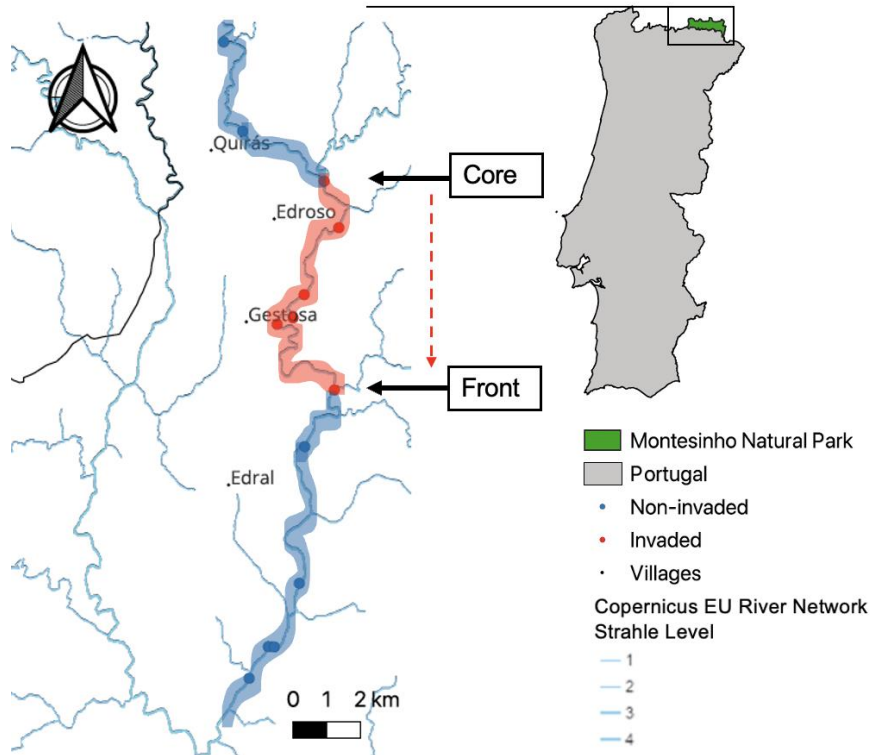 Quirás
Core
Edroso
Gestosa
Front
Edral
0 1 2 km
Montesinho Natural Park
Portugal
Non-invaded
Invaded
Villages
Copernicus EU River Network
Strahle Level
1
2
3
4